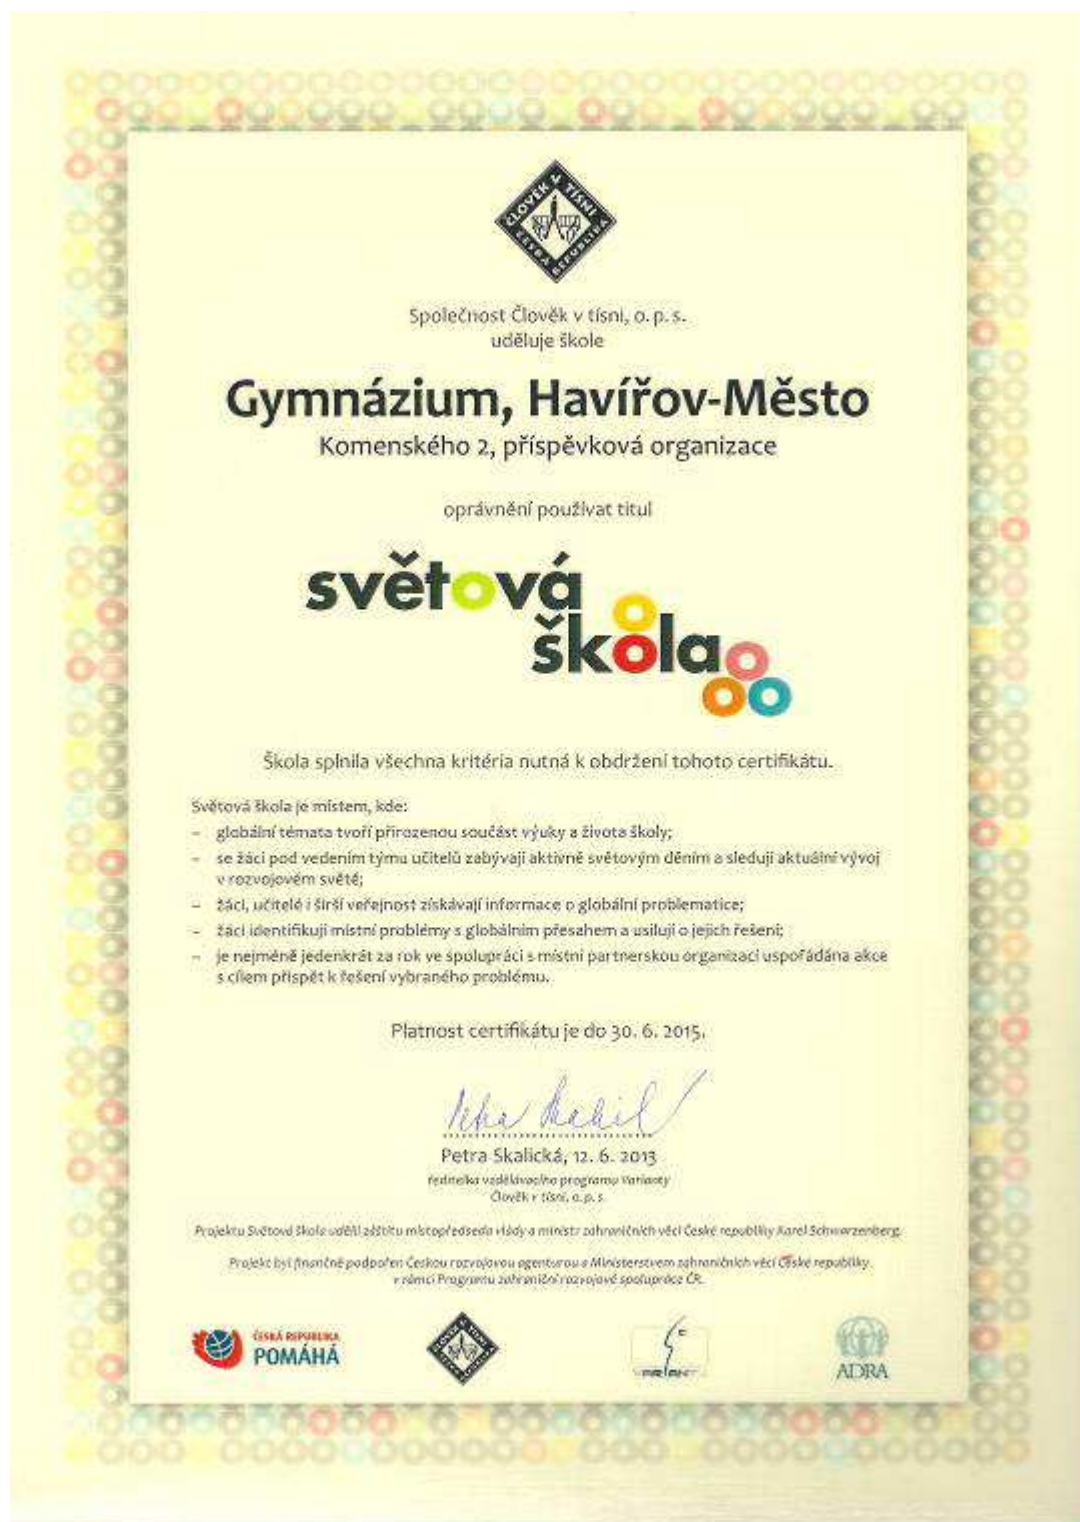 ČLOVĚK V TÍSNI
ČESKÁ REPUBLIKA
Společnost Člověk v tísni, o. p. s.
uděluje škole
Gymnázium, Havířov-Město
Komenského 2, příspěvková organizace
oprávnění používat titul
světová
škola
Škola splnila všechna kritéria nutná k obdržení tohoto certifikátu.
Světová škola je místem, kde:
– globální témata tvoří přirozenou součást výuky a života školy;
– se žáci pod vedením týmu učitelů zabývají aktivně světovým děním a sledují aktuální vývoj
v rozvojovém světě;
– žáci, učitelé i širší veřejnost získávají informace o globální problematice;
– žáci identifikují místní problémy s globálním přesahem a usilují o jejich řešení;
– je nejméně jedenkrát za rok ve spolupráci s místní partnerskou organizací uspořádána akce
s cílem přispět k řešení vybraného problému.
Platnost certifikátu je do 30. 6. 2015.
Petra Skalická, 12. 6. 2013
ředitelka vzdělávacího programu Varianty
Člověk v tísni, o. p. s.
Projektu Světová škola udělil záštitu místopředseda vlády a ministr zahraničních věcí České republiky Karel Schwarzenberg.
Projekt byl finančně podpořen Českou rozvojovou agenturou a Ministerstvem zahraničních věcí České republiky
v rámci Programu zahraniční rozvojové spolupráce ČR.
ČESKÁ REPUBLIKA
POMÁHÁ
ADRA